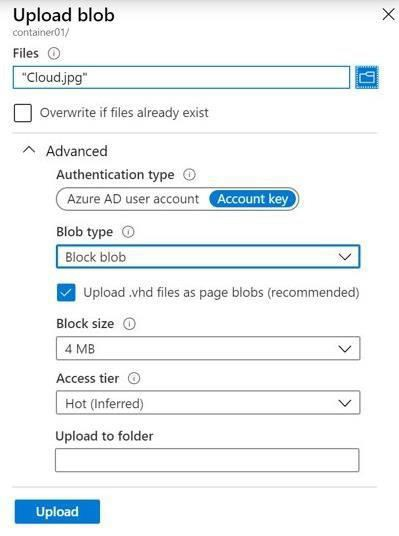 Upload blob
container01/
Files
"Cloud.jpg"
Overwrite if files already exist
Advanced
Authentication type
Azure AD user account Account key
Blob type
Block blob
Upload .vhd files as page blobs (recommended)
Block size
4 MB
Access tier
Hot (Inferred)
Upload to folder
Upload